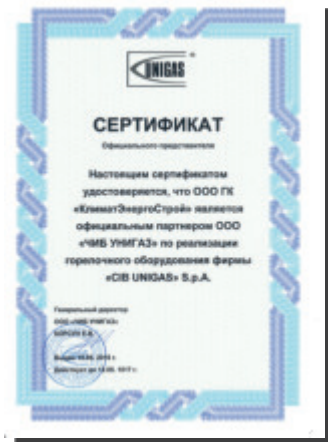 UNIGAS
СЕРТИФИКАТ
Официального представителя
Настоящим сертификатом
удостоверяется, что ООО ГК
«КлиматЭнергоСтрой» является
официальным партнером ООО
«ЧИБ УНИГАЗ» по реализации
горелочного оборудования фирмы
«CIB UNIGAS» S.p.A.
Генеральный директор
ООО «ЧИБ УНИГАЗ»